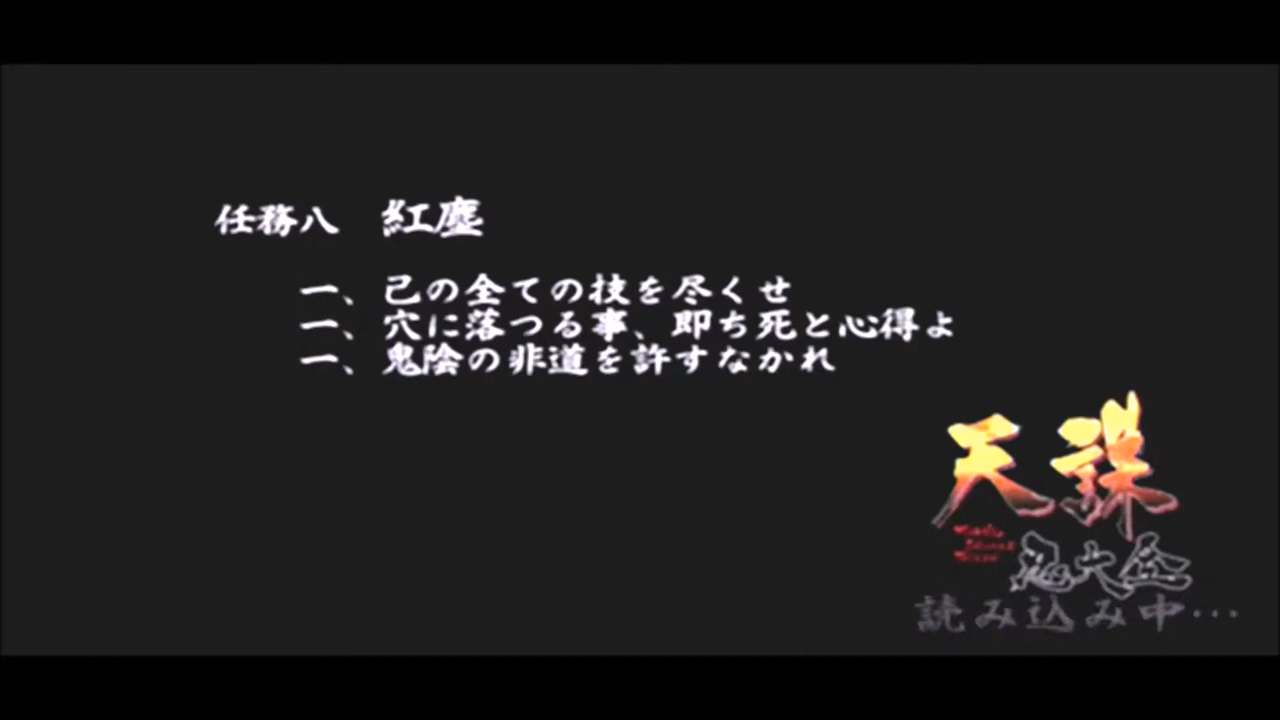 任務八　紅塵
一、己の全ての技を尽くせ
一、穴に落つる事、即ち死と心得よ
一、鬼陰の非道を許すなかれ
天誅
忍大全
読み込み中…